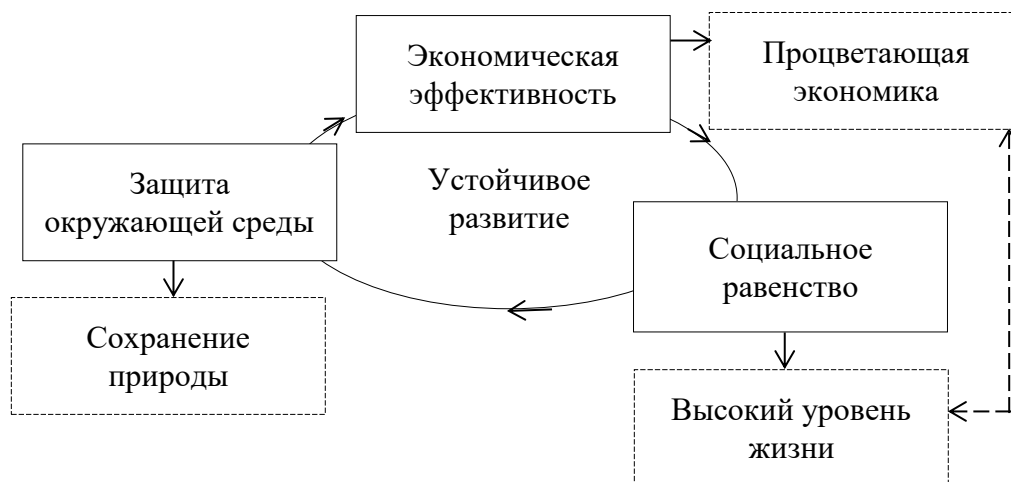 Экономическая
эффективность
Процветающая
экономика
Защита
окружающей среды
Устойчивое
развитие
Социальное
равенство
Сохранение
природы
Высокий уровень
жизни